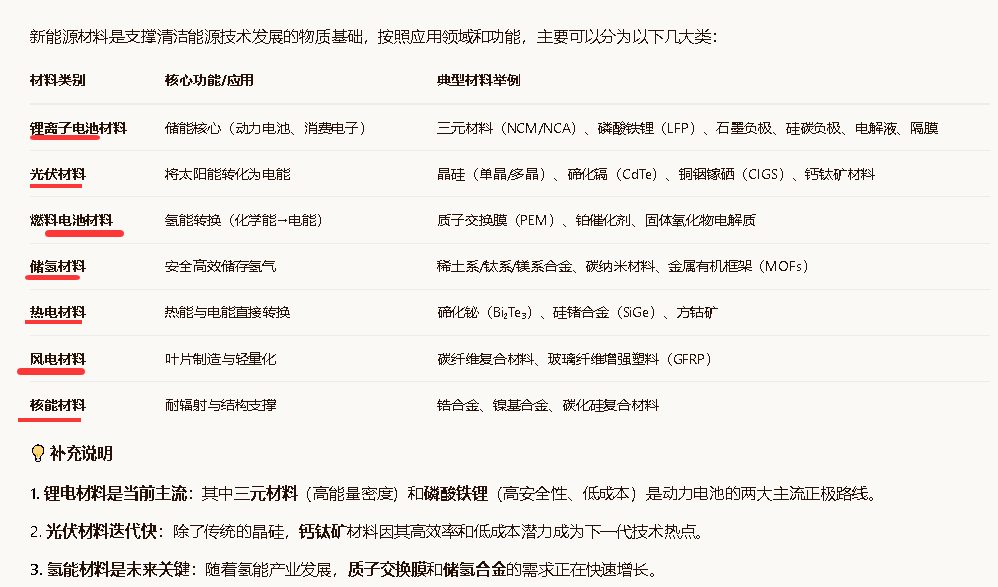 新能源材料是支撑清洁能源技术发展的物质基础，按照应用领域和功能，主要可以分为以下几大类：
材料类别 核心功能/应用 典型材料举例
锂离子电池材料 储能核心（动力电池、消费电子） 三元材料（NCM/NCA）、磷酸铁锂（LFP）、石墨负极、硅碳负极、电解液、隔膜
光伏材料 将太阳能转化为电能 晶硅（单晶/多晶）、碲化镉（CdTe）、铜铟镓硒（CIGS）、钙钛矿材料
燃料电池材料 氢能转换（化学能→电能） 质子交换膜（PEM）、铂催化剂、固体氧化物电解质
储氢材料 安全高效储存氢气 稀土系/钛系/镁系合金、碳纳米材料、金属有机框架（MOFs）
热电材料 热能与电能直接转换 碲化铋（Bi₂Te₃）、硅锗合金（SiGe）、方钴矿
风电材料 叶片制造与轻量化 碳纤维复合材料、玻璃纤维增强塑料（GFRP）
核能材料 耐辐射与结构支撑 锆合金、镍基合金、碳化硅复合材料
💡 补充说明
1. 锂电材料是当前主流：其中三元材料（高能量密度）和磷酸铁锂（高安全性、低成本）是动力电池的两大主流正极路线。
2. 光伏材料迭代快：除了传统的晶硅，钙钛矿材料因其高效率和低成本潜力成为下一代技术热点。
3. 氢能材料是未来关键：随着氢能产业发展，质子交换膜和储氢合金的需求正在快速增长。